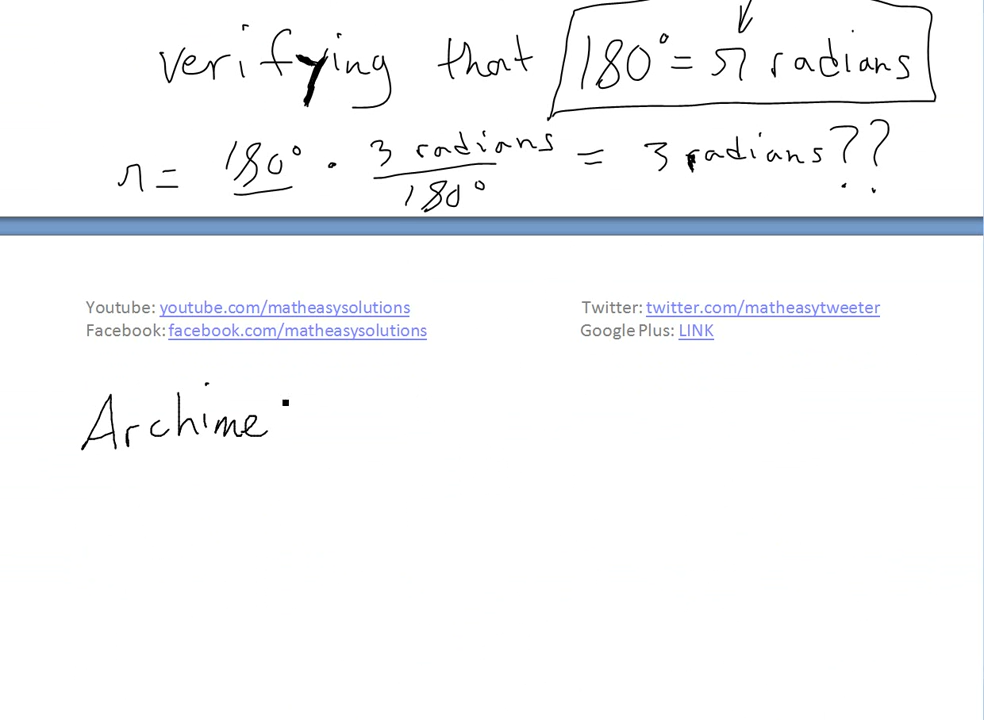 verifying that 180° = π radians
π = 180° · 3 radians / 180° = 3 radians??
Youtube: youtube.com/matheasysolutions Twitter: twitter.com/matheasytweeter
Facebook: facebook.com/matheasysolutions Google Plus: LINK
Archime